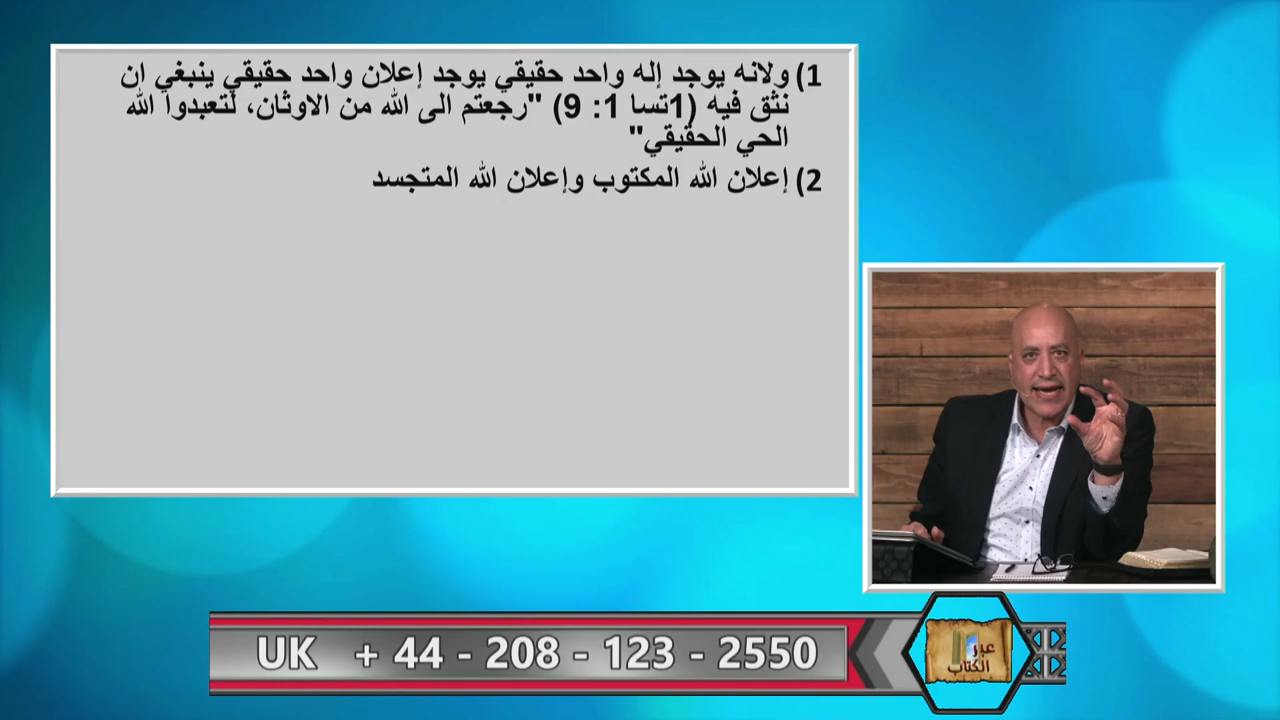 1) ولانه يوجد إله واحد حقيقي يوجد إعلان واحد حقيقي ينبغي ان
نثق فيه (1تسا 1: 9) "رجعتم الى الله من الاوثان، لتعبدوا الله
الحي الحقيقي"
2) إعلان الله المكتوب وإعلان الله المتجسد
UK + 44 - 208 - 123 - 2550
عبر
الكتاب